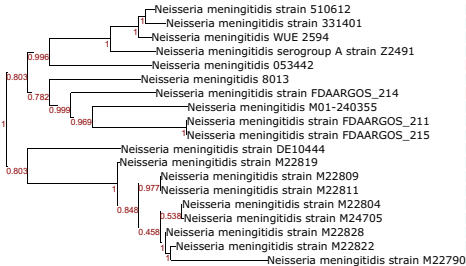 Neisseria meningitidis strain 510612
1
Neisseria meningitidis strain 331401
1
Neisseria meningitidis WUE 2594
1
Neisseria meningitidis serogroup A strain Z2491
0.996
Neisseria meningitidis 053442
0.803
Neisseria meningitidis 8013
0.782
Neisseria meningitidis strain FDAARGOS_214
0.999
Neisseria meningitidis M01-240355
0.969
Neisseria meningitidis strain FDAARGOS_211
1
Neisseria meningitidis strain FDAARGOS_215
1
Neisseria meningitidis strain DE10444
0.803
Neisseria meningitidis strain M22819
1
Neisseria meningitidis strain M22809
0.977
Neisseria meningitidis strain M22811
0.848
Neisseria meningitidis strain M22804
0.538
Neisseria meningitidis strain M24705
0.458
Neisseria meningitidis strain M22828
1
Neisseria meningitidis strain M22822
1
Neisseria meningitidis strain M22790